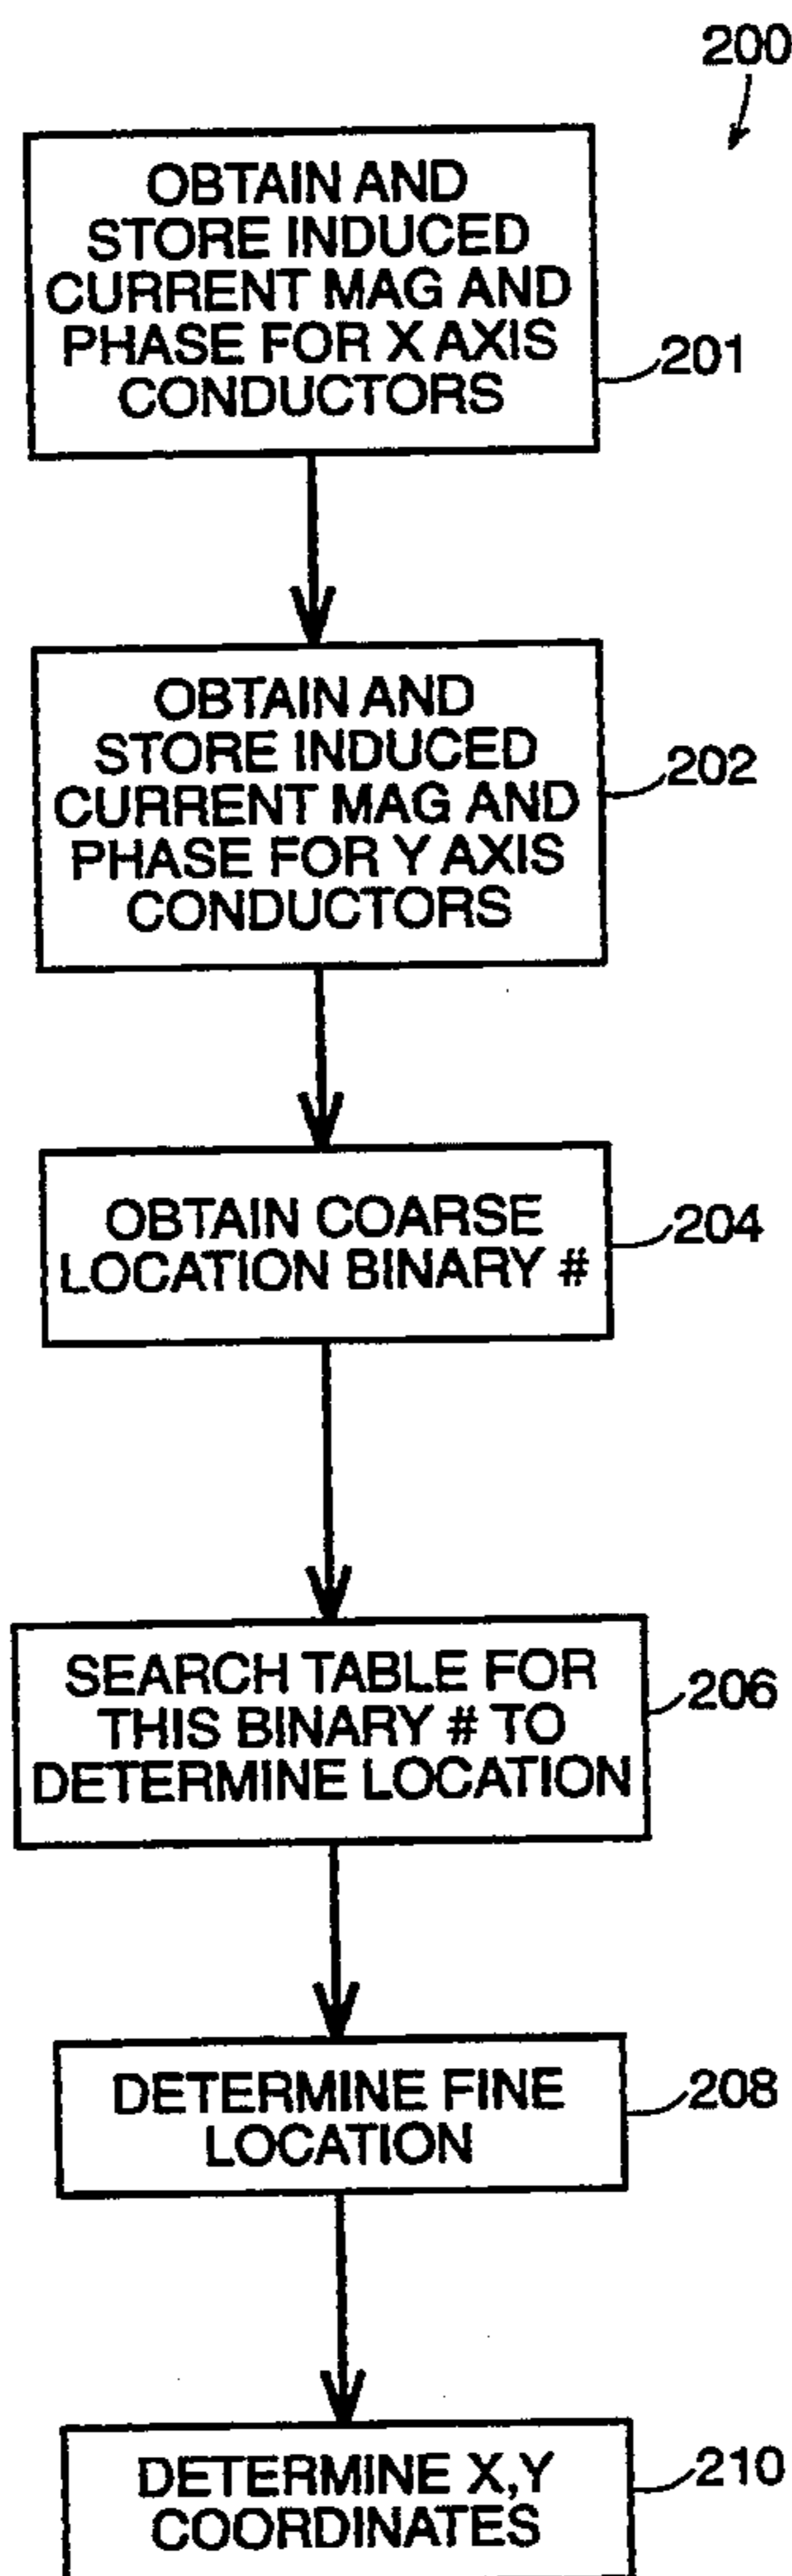 200
OBTAIN AND
STORE INDUCED
CURRENT MAG AND
PHASE FOR X AXIS
CONDUCTORS
201
OBTAIN AND
STORE INDUCED
CURRENT MAG AND
PHASE FOR Y AXIS
CONDUCTORS
202
OBTAIN COARSE
LOCATION BINARY #
204
SEARCH TABLE FOR
THIS BINARY # TO
DETERMINE LOCATION
206
DETERMINE FINE
LOCATION
208
DETERMINE X,Y
COORDINATES
210